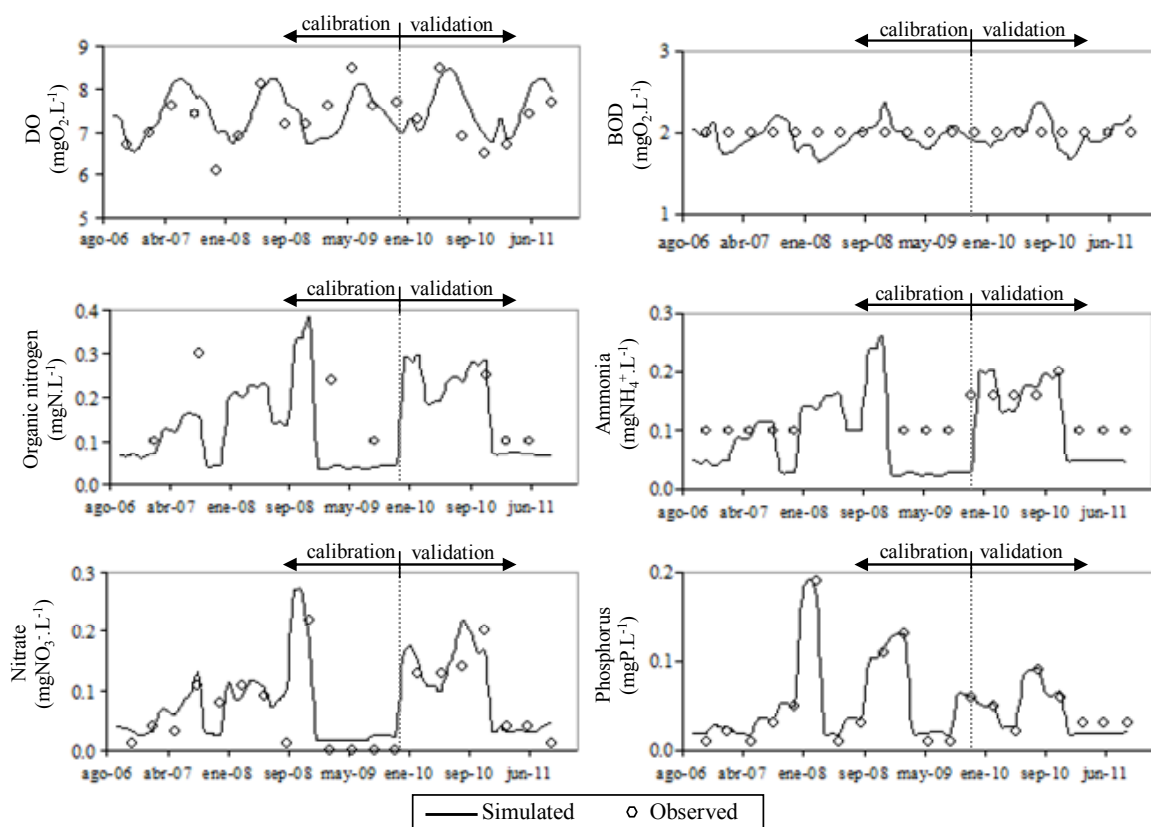 calibration validation
9
8
7
6
5
DO
(mgO₂.L⁻¹)
ago-06 abr-07 ene-08 sep-08 may-09 ene-10 sep-10 jun-11
calibration validation
3
2
1
BOD
(mgO₂.L⁻¹)
ago-06 abr-07 ene-08 sep-08 may-09 ene-10 sep-10 jun-11
calibration validation
0.4
0.3
0.2
0.1
0.0
Organic nitrogen
(mgN.L⁻¹)
ago-06 abr-07 ene-08 sep-08 may-09 ene-10 sep-10 jun-11
calibration validation
0.3
0.2
0.1
0.0
Ammonia
(mgNH₄⁺.L⁻¹)
ago-06 abr-07 ene-08 sep-08 may-09 ene-10 sep-10 jun-11
calibration validation
0.3
0.2
0.1
0.0
Nitrate
(mgNO₃⁻.L⁻¹)
ago-06 abr-07 ene-08 sep-08 may-09 ene-10 sep-10 jun-11
calibration validation
0.2
0.1
0.0
Phosphorus
(mgP.L⁻¹)
ago-06 abr-07 ene-08 sep-08 may-09 ene-10 sep-10 jun-11
Simulated Observed